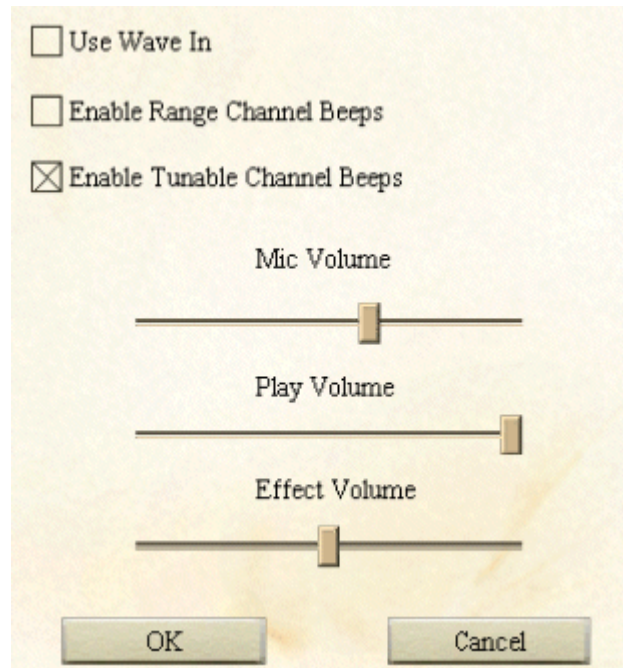 Use Wave In
Enable Range Channel Beeps
Enable Tunable Channel Beeps
Mic Volume
Play Volume
Effect Volume
OK Cancel